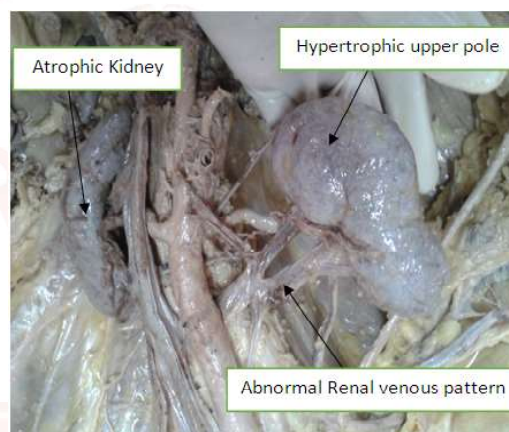 Hypertrophic upper pole
Atrophic Kidney
Abnormal Renal venous pattern